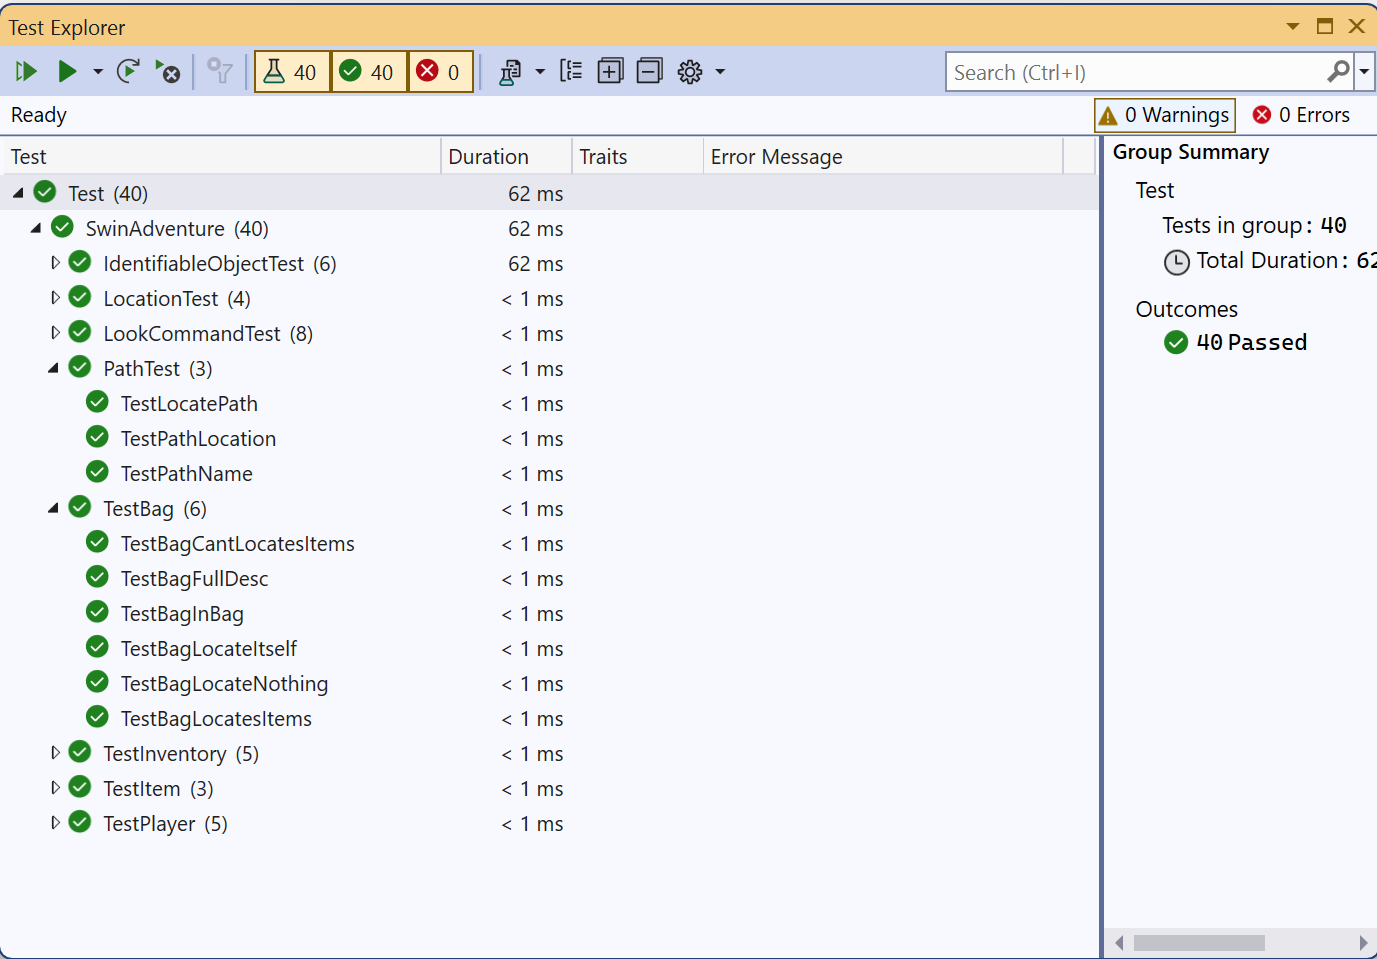 Test Explorer
40 40 0
Search (Ctrl+I)
Ready
0 Warnings 0 Errors
Test Duration Traits Error Message
Test (40) 62 ms
SwinAdventure (40) 62 ms
IdentifiableObjectTest (6) 62 ms
LocationTest (4) < 1 ms
LookCommandTest (8) < 1 ms
PathTest (3) < 1 ms
TestLocatePath < 1 ms
TestPathLocation < 1 ms
TestPathName < 1 ms
TestBag (6) < 1 ms
TestBagCantLocatesItems < 1 ms
TestBagFullDesc < 1 ms
TestBagInBag < 1 ms
TestBagLocateItself < 1 ms
TestBagLocateNothing < 1 ms
TestBagLocatesItems < 1 ms
TestInventory (5) < 1 ms
TestItem (3) < 1 ms
TestPlayer (5) < 1 ms
Group Summary
Test
Tests in group: 40
Total Duration: 62
Outcomes
40 Passed